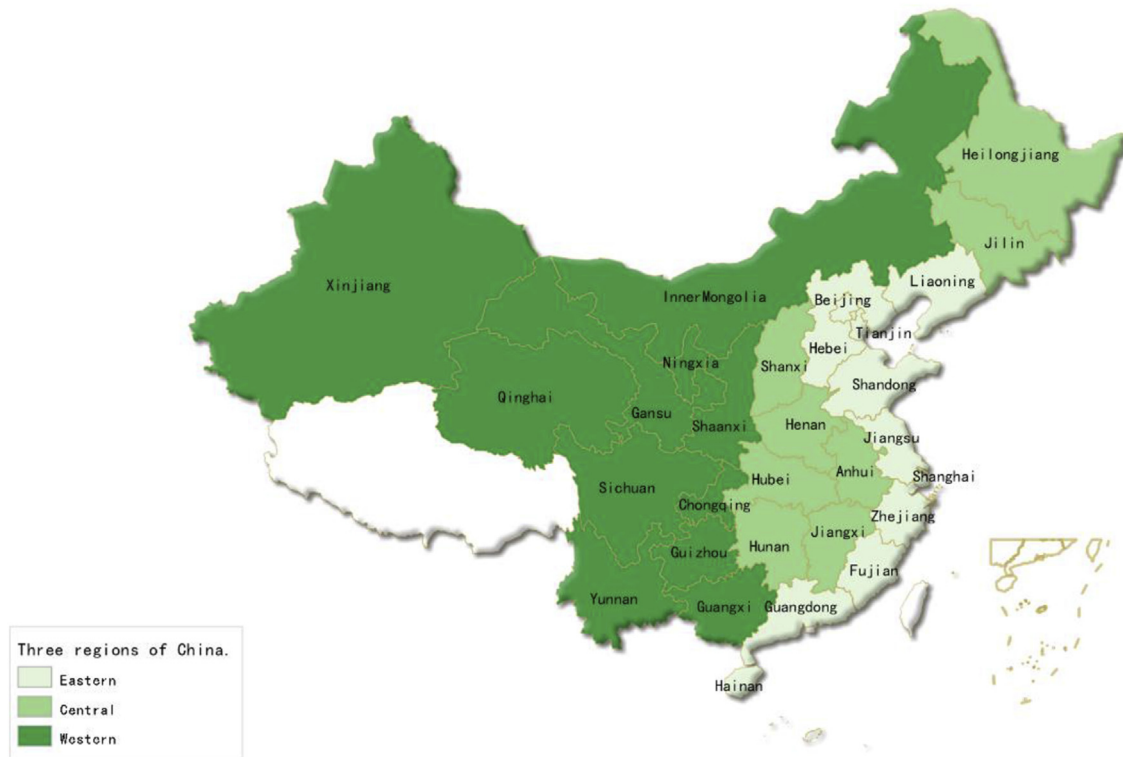 Heilongjiang
Jilin
Xinjiang
Liaoning
InnerMongolia
Beijing
Tianjin
Hebei
Ningxia
Shanxi
Shandong
Qinghai
Gansu
Shaanxi
Henan
Jiangsu
Anhui
Shanghai
Hubei
Sichuan
Chongqing
Zhejiang
Jiangxi
Hunan
Guizhou
Fujian
Yunnan
Guangxi
Guangdong
Hainan
Three regions of China.
Eastern
Central
Western